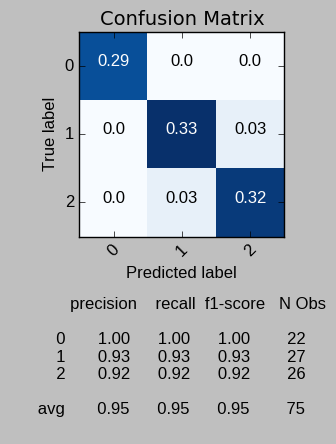 Confusion Matrix
True label
0 0.29 0.0 0.0
1 0.0 0.33 0.03
2 0.0 0.03 0.32
0 1 2
Predicted label
precision recall f1-score N Obs
0 1.00 1.00 1.00 22
1 0.93 0.93 0.93 27
2 0.92 0.92 0.92 26
avg 0.95 0.95 0.95 75